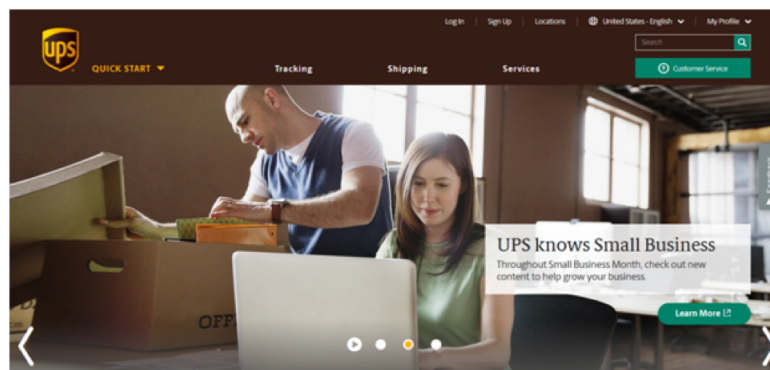 Log In
Sign Up
Locations
United States - English
My Profile
ups
Search
QUICK START
Tracking
Shipping
Services
Customer Service
UPS knows Small Business
Throughout Small Business Month, check out new
content to help grow your business.
Learn More
OFF